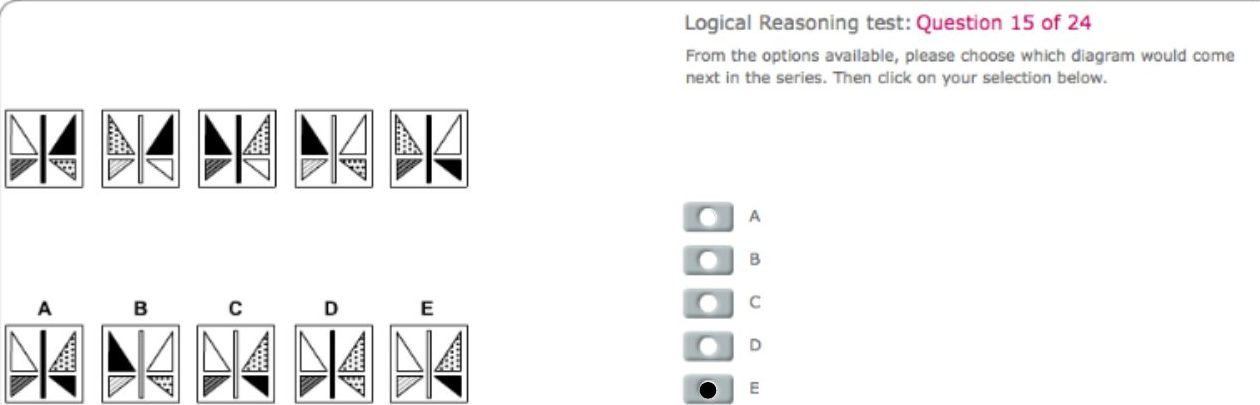 Logical Reasoning test: Question 15 of 24
From the options available, please choose which diagram would come
next in the series. Then click on your selection below.
A
B
C
D
E
A B C D E